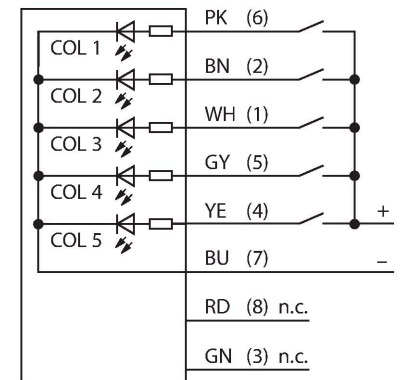 PK (6)
COL 1
BN (2)
COL 2
WH (1)
COL 3
GY (5)
COL 4
YE (4)
+
COL 5
BU (7)
–
RD (8) n.c.
GN (3) n.c.